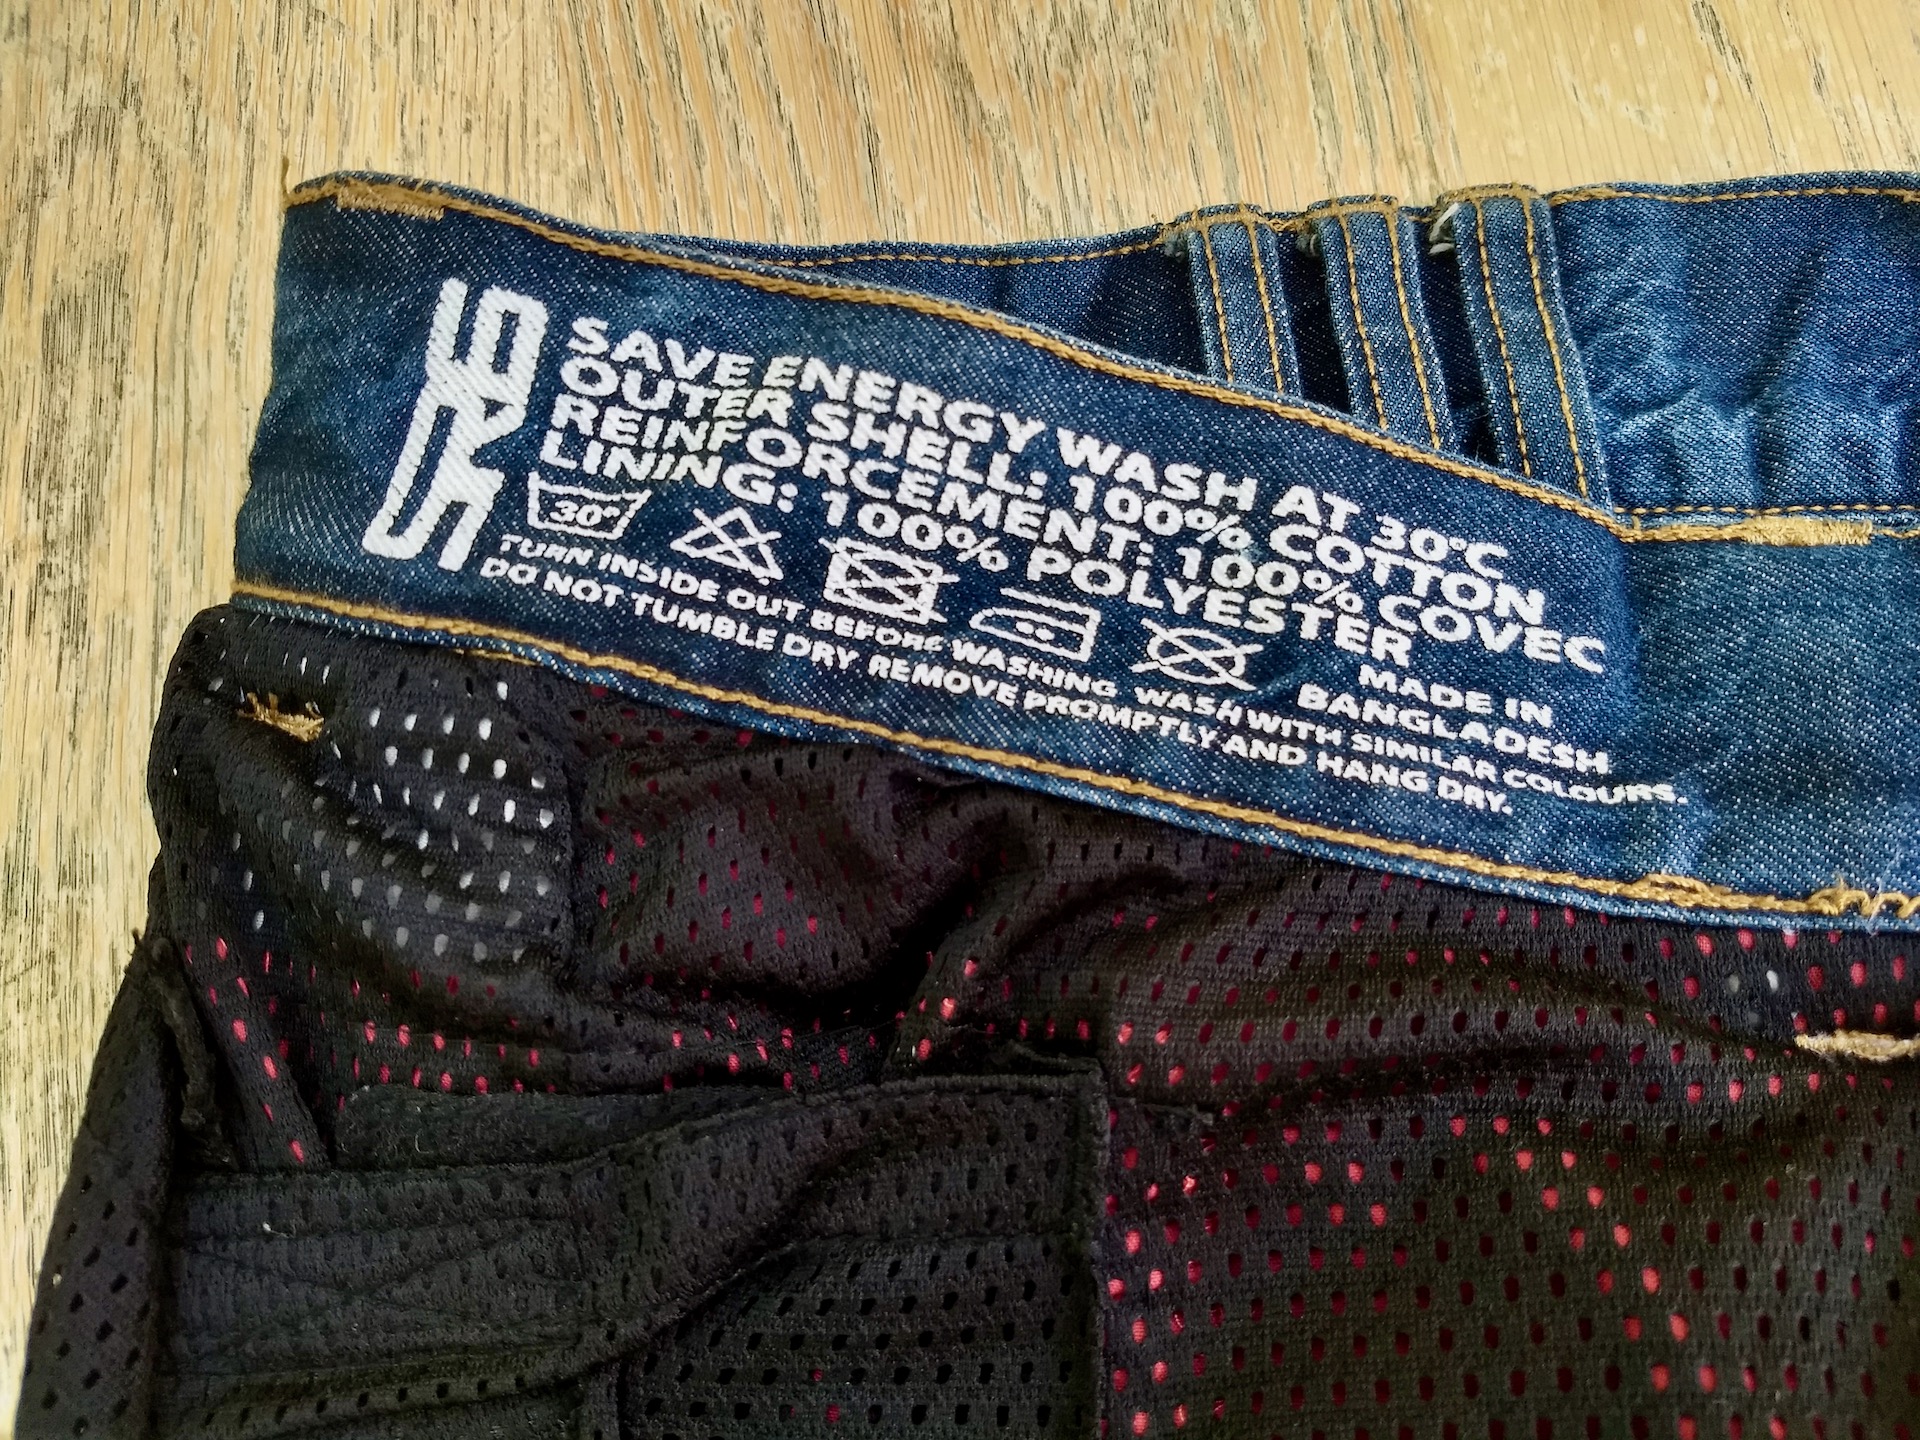 36R
SAVE ENERGY WASH AT 30°C
OUTER SHELL: 100% COTTON
REINFORCEMENT: 100% COVEC
LINING: 100% POLYESTER
30°
MADE IN
BANGLADESH
TURN INSIDE OUT BEFORE WASHING. WASH WITH SIMILAR COLOURS.
DO NOT TUMBLE DRY. REMOVE PROMPTLY AND HANG DRY.